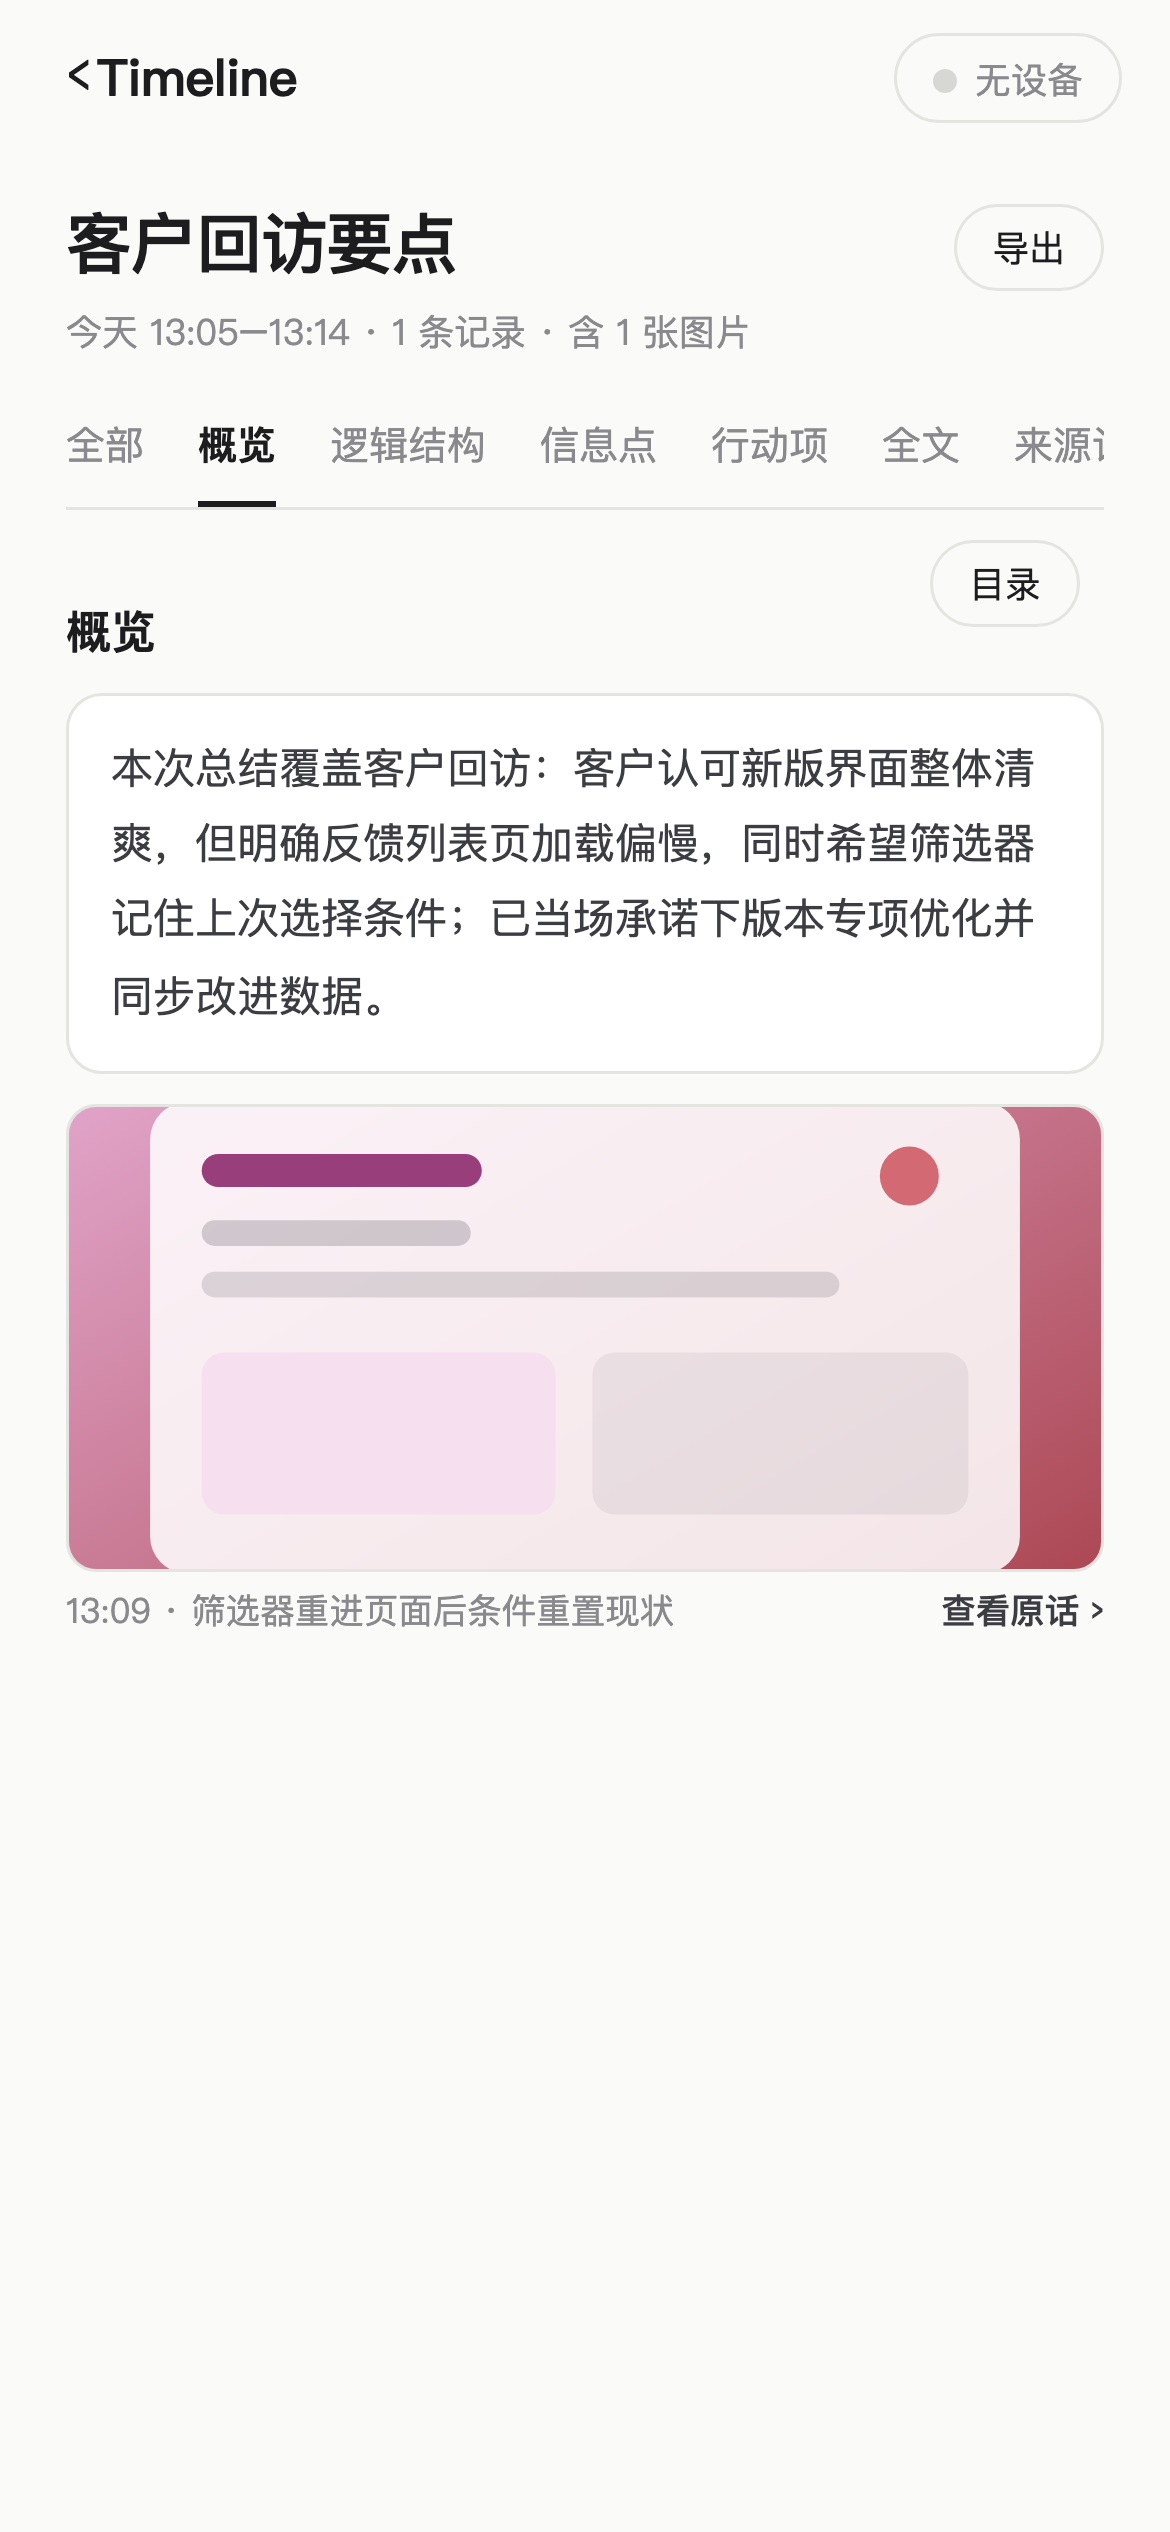 < Timeline
无设备
客户回访要点
导出
今天 13:05–13:14 · 1 条记录 · 含 1 张图片
全部 概览 逻辑结构 信息点 行动项 全文 来源
目录
概览
本次总结覆盖客户回访：客户认可新版界面整体清
爽，但明确反馈列表页加载偏慢，同时希望筛选器
记住上次选择条件；已当场承诺下版本专项优化并
同步改进数据。
13:09 · 筛选器重进页面后条件重置现状
查看原话 ›